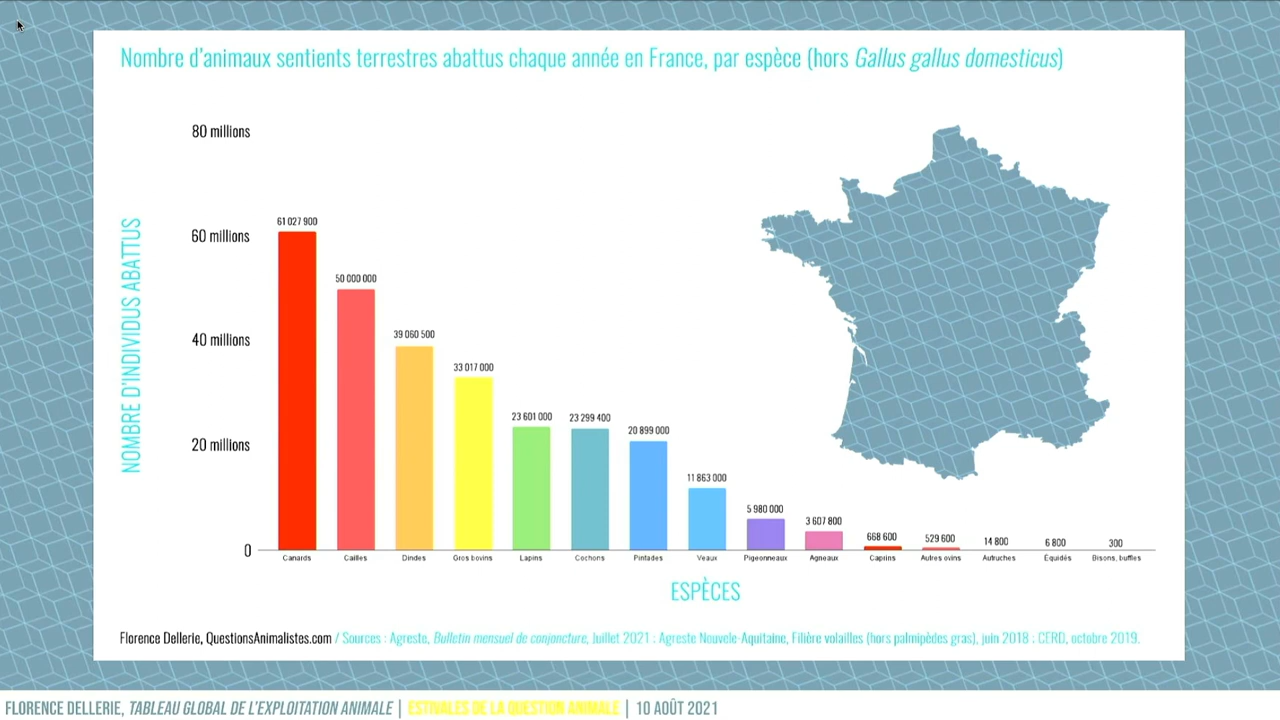 Nombre d'animaux sentients terrestres abattus chaque année en France, par espèce (hors Gallus gallus domesticus)
80 millions
60 millions
40 millions
20 millions
0
NOMBRE D'INDIVIDUS ABATTUS
61 027 900
50 000 000
39 060 500
33 017 000
23 601 000
23 299 400
20 899 000
11 863 000
5 980 000
3 607 800
668 600
529 600
14 800
6 800
300
Canards
Cailles
Dindes
Gros bovins
Lapins
Cochons
Pintades
Veaux
Pigeonneaux
Agneaux
Caprins
Autres ovins
Autruches
Équidés
Bisons, buffles
ESPÈCES
Florence Dellerie, QuestionsAnimalistes.com / Sources : Agreste, Bulletin mensuel de conjoncture, Juillet 2021 ; Agreste Nouvele-Aquitaine, Filière volailles (hors palmipèdes gras), juin 2018 ; CERD, octobre 2019.
FLORENCE DELLERIE, TABLEAU GLOBAL DE L'EXPLOITATION ANIMALE | ESTIVALES DE LA QUESTION ANIMALE | 10 AOÛT 2021